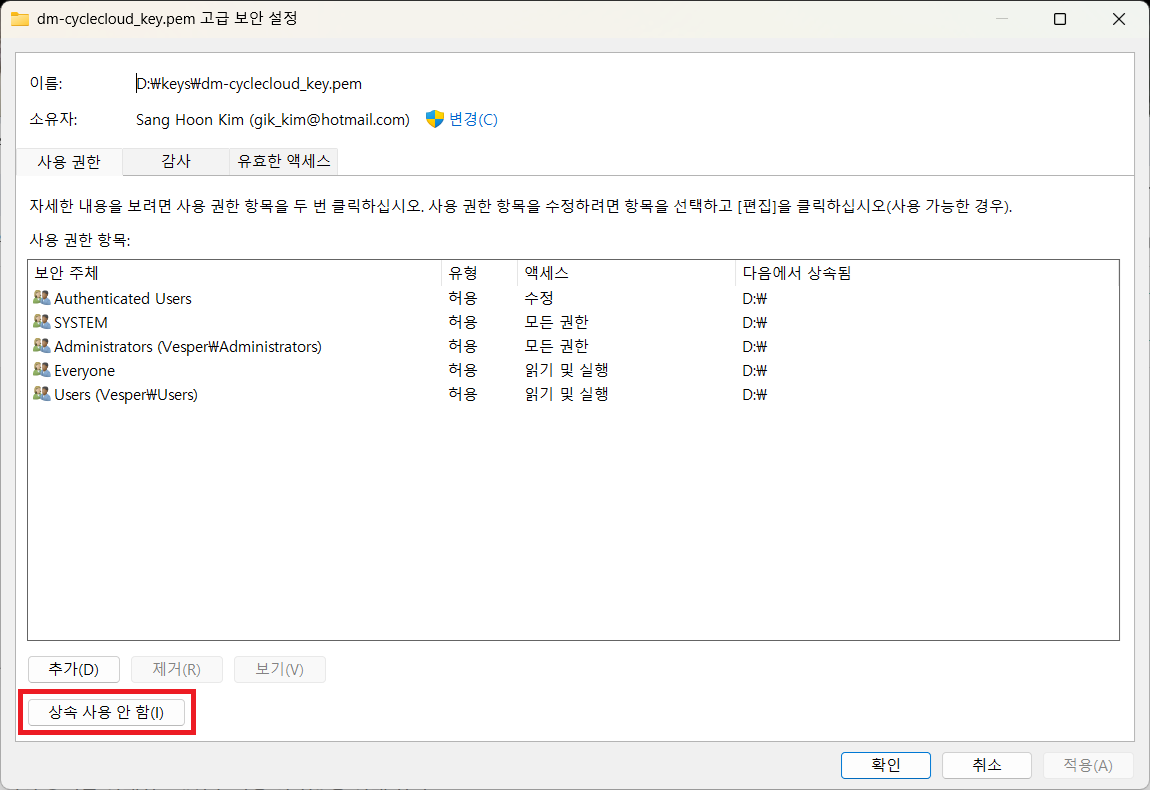 dm-cyclecloud_key.pem 고급 보안 설정
이름: D:₩keys₩dm-cyclecloud_key.pem
소유자: Sang Hoon Kim (gik_kim@hotmail.com) 변경(C)
사용 권한 감사 유효한 액세스
자세한 내용을 보려면 사용 권한 항목을 두 번 클릭하십시오. 사용 권한 항목을 수정하려면 항목을 선택하고 [편집]을 클릭하십시오(사용 가능한 경우).
사용 권한 항목:
보안 주체 유형 액세스 다음에서 상속됨
Authenticated Users 허용 수정 D:₩
SYSTEM 허용 모든 권한 D:₩
Administrators (Vesper₩Administrators) 허용 모든 권한 D:₩
Everyone 허용 읽기 및 실행 D:₩
Users (Vesper₩Users) 허용 읽기 및 실행 D:₩
추가(D) 제거(R) 보기(V)
상속 사용 안 함(I)
확인 취소 적용(A)